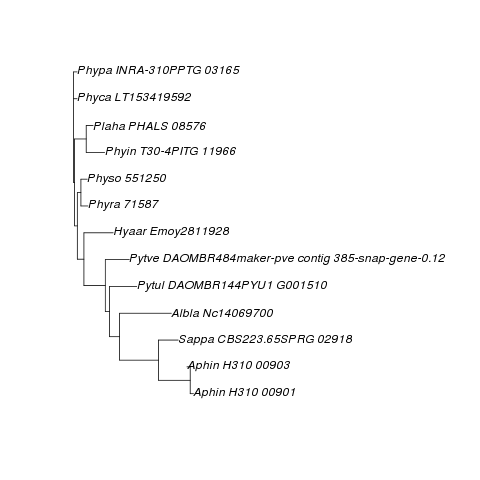 Phypa INRA-310PPTG 03165
Phyca LT153419592
Plaha PHALS 08576
Phyin T30-4PITG 11966
Physo 551250
Phyra 71587
Hyaar Emoy2811928
Pytve DAOMBR484maker-pve contig 385-snap-gene-0.12
Pytul DAOMBR144PYU1 G001510
Albla Nc14069700
Sappa CBS223.65SPRG 02918
Aphin H310 00903
Aphin H310 00901